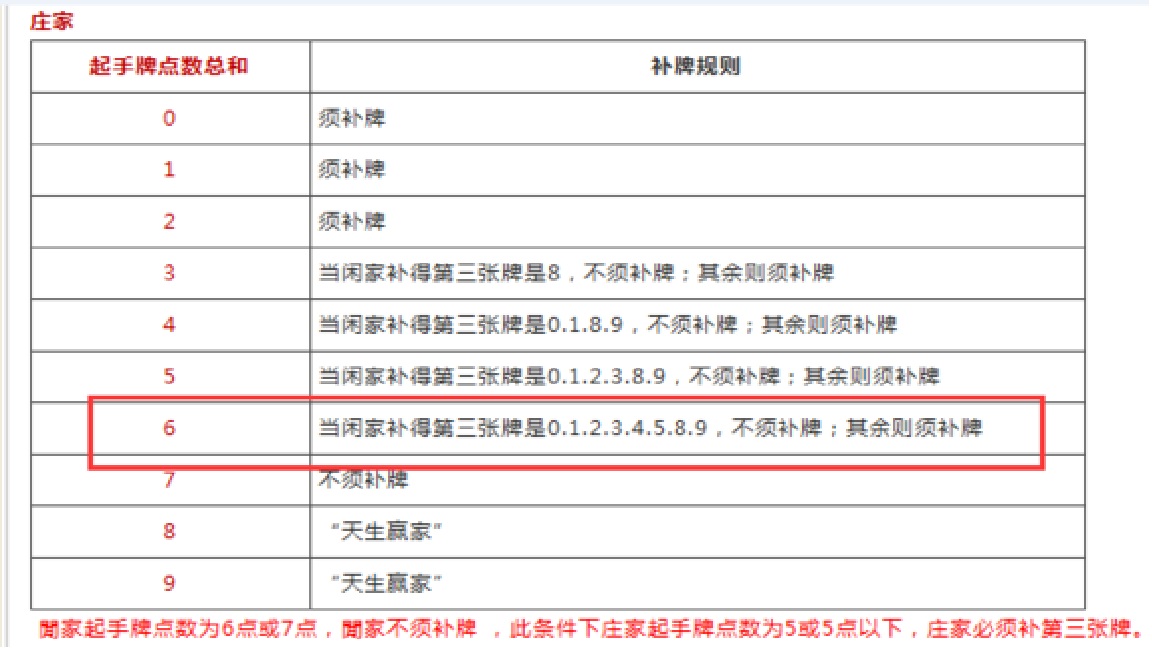 庄家
起手牌点数总和 补牌规则
0 须补牌
1 须补牌
2 须补牌
3 当闲家补得第三张牌是8，不须补牌；其余则须补牌
4 当闲家补得第三张牌是0.1.8.9，不须补牌；其余则须补牌
5 当闲家补得第三张牌是0.1.2.3.8.9，不须补牌；其余则须补牌
6 当闲家补得第三张牌是0.1.2.3.4.5.8.9，不须补牌；其余则须补牌
7 不须补牌
8 “天生赢家”
9 “天生赢家”
閒家起手牌点数为6点或7点，閒家不须补牌 ，此条件下庄家起手牌点数为5或5点以下，庄家必须补第三张牌。